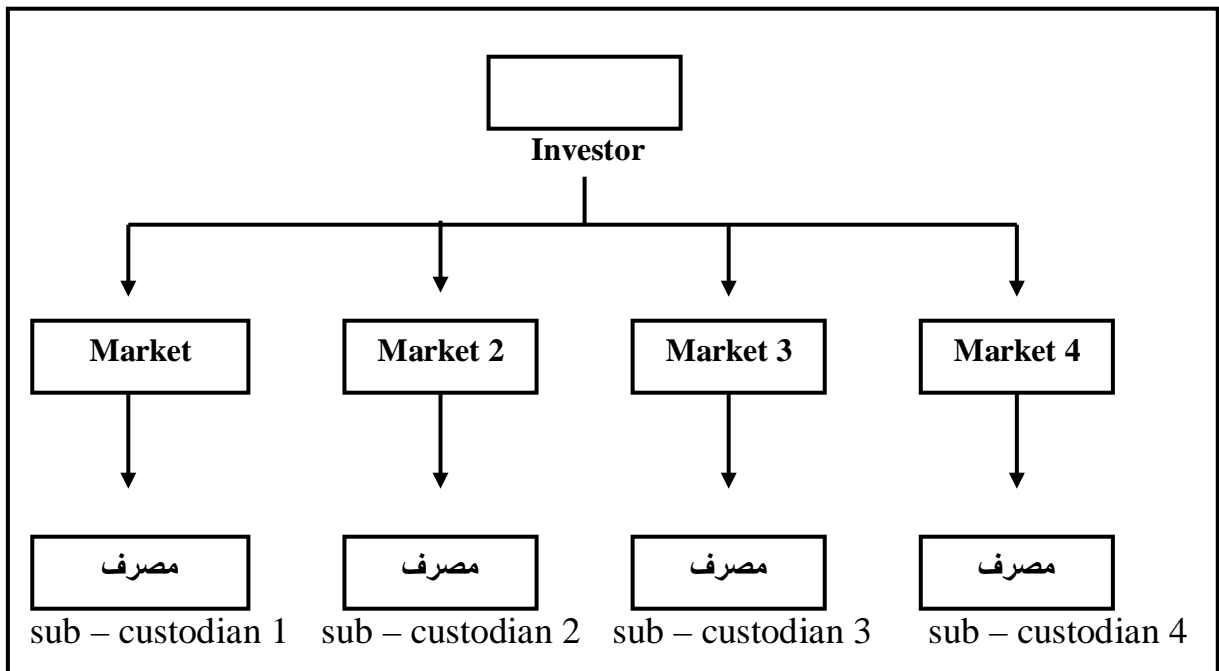 Investor
Market
Market 2
Market 3
Market 4
مصرف
مصرف
مصرف
مصرف
sub – custodian 1
sub – custodian 2
sub – custodian 3
sub – custodian 4